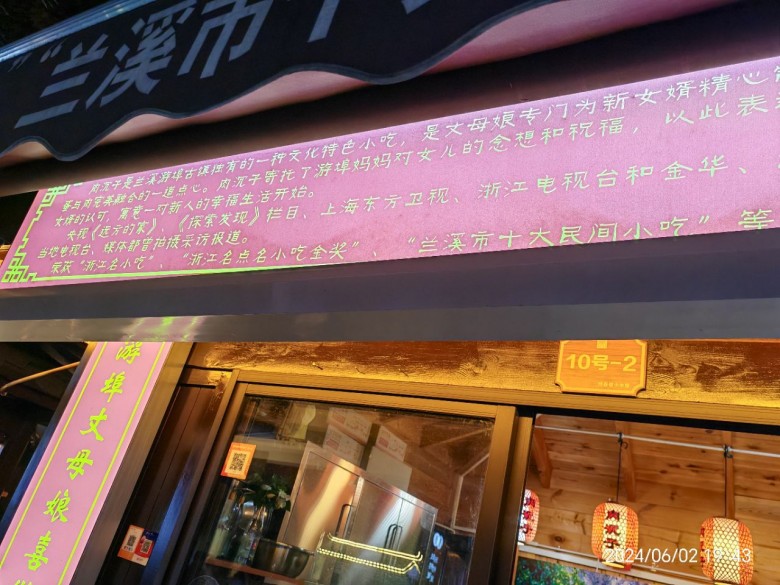 "兰溪市十
肉沉子是兰溪游埠古镇独有的一种文化特色小吃,是丈母娘专门为新女婿精心
蛋与肉完美融合的一道点心。肉沉子寄托了游埠妈妈对女儿的念想和祝福,以此表
女婿的认可,寓意一对新人的幸福生活开始。
央视《远方的家》、《探索发现》栏目、上海东方卫视、浙江电视台和金华、
当地电视台、媒体都曾拍摄采访报道。
荣获"浙江名小吃"、"浙江名点名小吃金奖"、"兰溪市十大民间小吃"等
游埠丈母娘喜
10号-2
肉沉子
2024/06/02 19:43